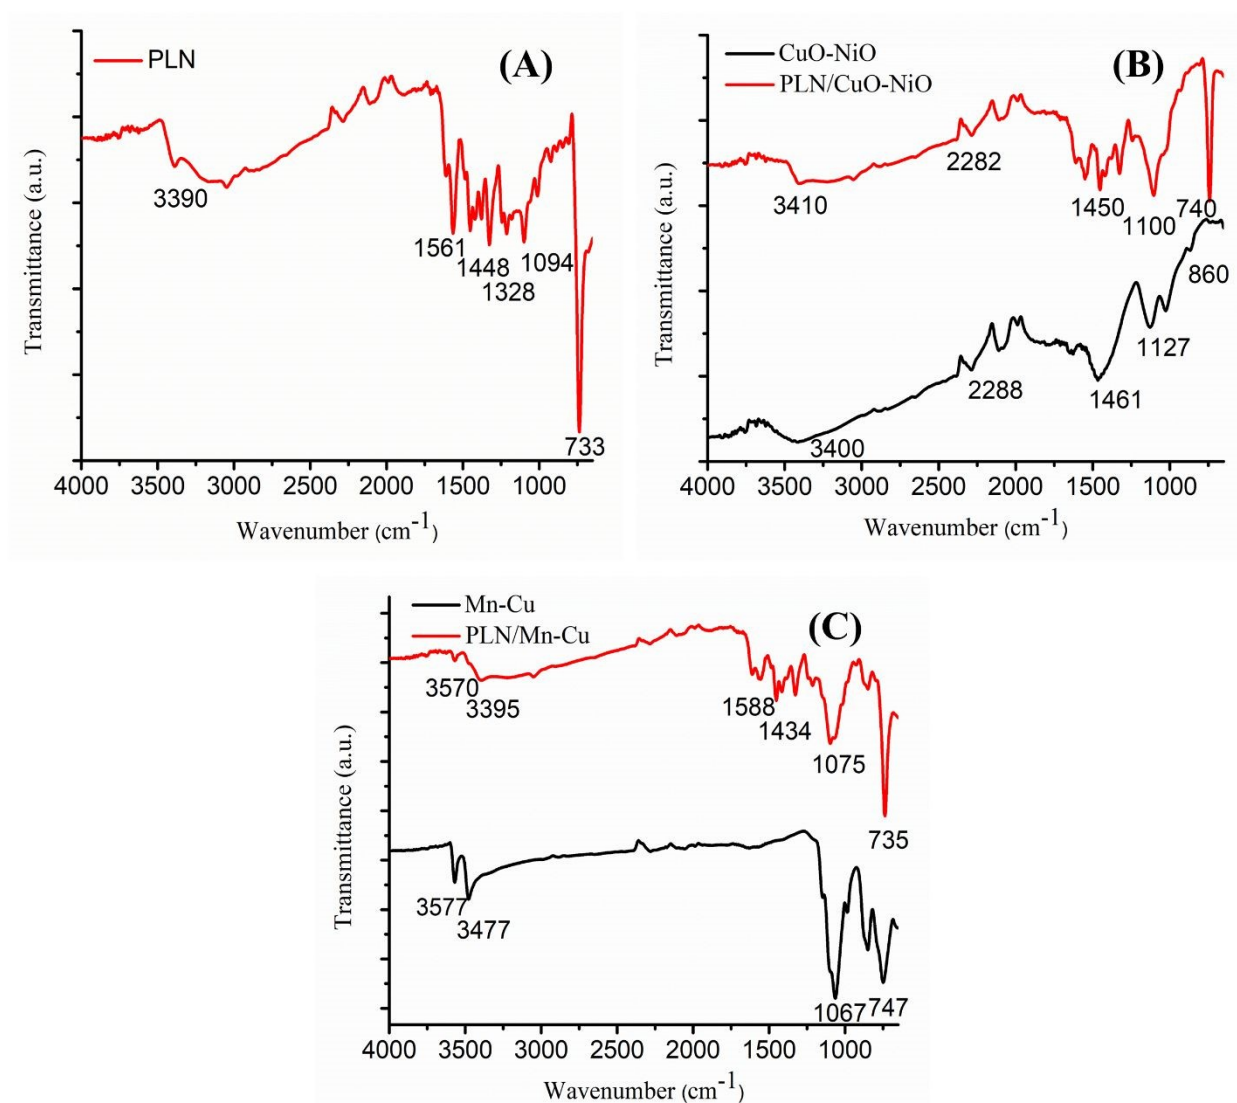 PLN
(A)
3390
1561
1448
1328
1094
733
Transmittance (a.u.)
4000 3500 3000 2500 2000 1500 1000
Wavenumber (cm-1)
CuO-NiO
PLN/CuO-NiO
(B)
3410
2282
1450
1100
740
860
1127
1461
2288
3400
Transmittance (a.u.)
4000 3500 3000 2500 2000 1500 1000
Wavenumber (cm-1)
Mn-Cu
PLN/Mn-Cu
(C)
3570
3395
1588
1434
1075
735
3577
3477
1067
747
Transmittance (a.u.)
4000 3500 3000 2500 2000 1500 1000
Wavenumber (cm-1)